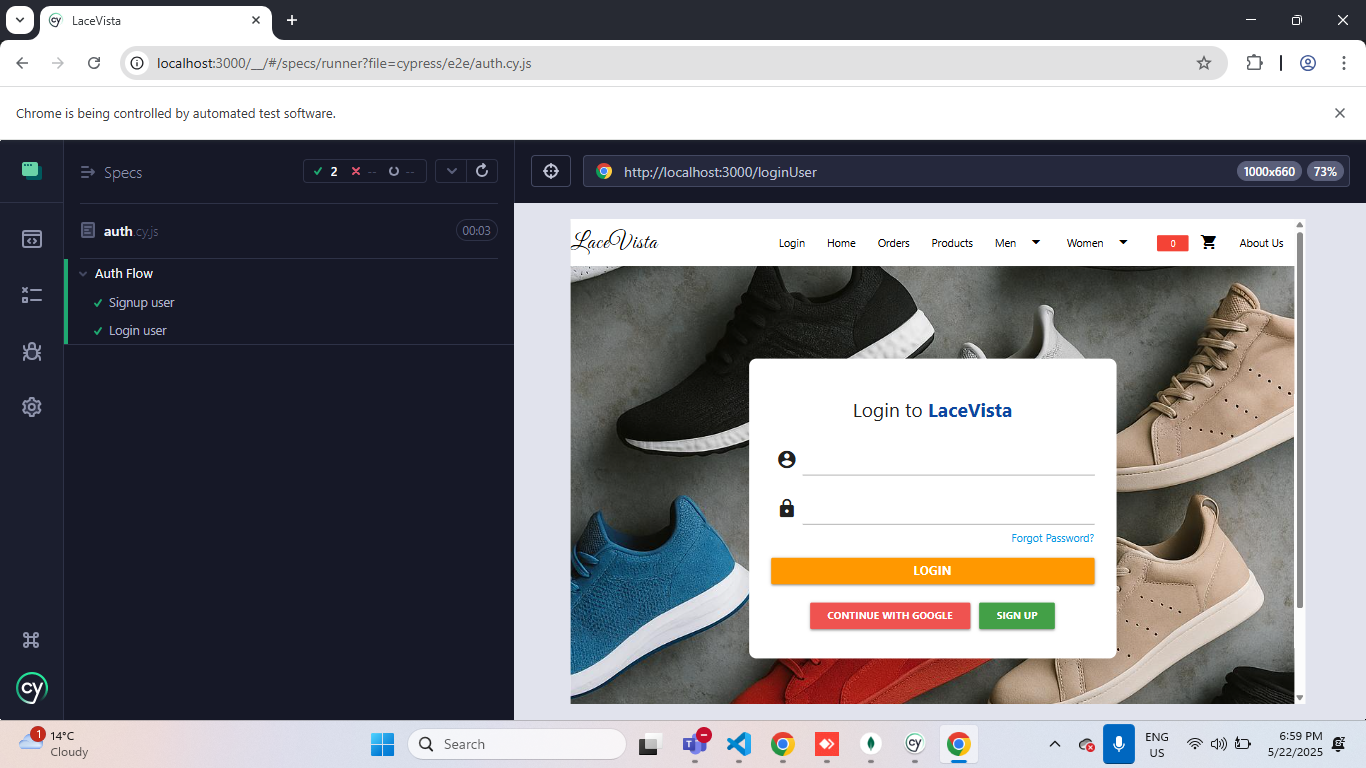 LaceVista
localhost:3000/__/#/specs/runner?file=cypress/e2e/auth.cy.js
Chrome is being controlled by automated test software.
Specs
2 -- --
http://localhost:3000/loginUser
1000x660 73%
auth.cy.js
00:03
Auth Flow
Signup user
Login user
LaceVista
Login Home Orders Products Men Women 0 About Us
Login to LaceVista
Forgot Password?
LOGIN
CONTINUE WITH GOOGLE SIGN UP
cy
1
14°C
Cloudy
Search
ENG
US
6:59 PM
5/22/2025